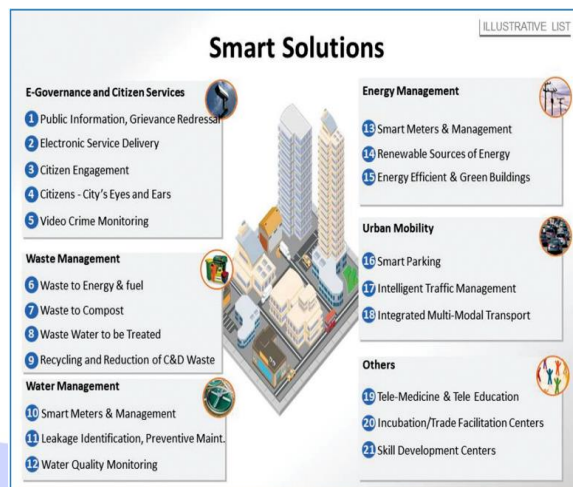 ILLUSTRATIVE LIST
Smart Solutions
E-Governance and Citizen Services
1 Public Information, Grievance Redressal
2 Electronic Service Delivery
3 Citizen Engagement
4 Citizens - City's Eyes and Ears
5 Video Crime Monitoring
Waste Management
6 Waste to Energy & fuel
7 Waste to Compost
8 Waste Water to be Treated
9 Recycling and Reduction of C&D Waste
Water Management
10 Smart Meters & Management
11 Leakage Identification, Preventive Maint.
12 Water Quality Monitoring
Energy Management
13 Smart Meters & Management
14 Renewable Sources of Energy
15 Energy Efficient & Green Buildings
Urban Mobility
16 Smart Parking
17 Intelligent Traffic Management
18 Integrated Multi-Modal Transport
Others
19 Tele-Medicine & Tele Education
20 Incubation/Trade Facilitation Centers
21 Skill Development Centers